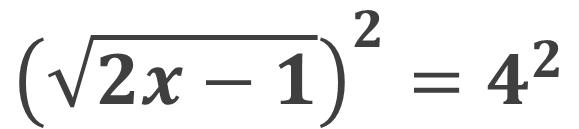 (√2x − 1)² = 4²